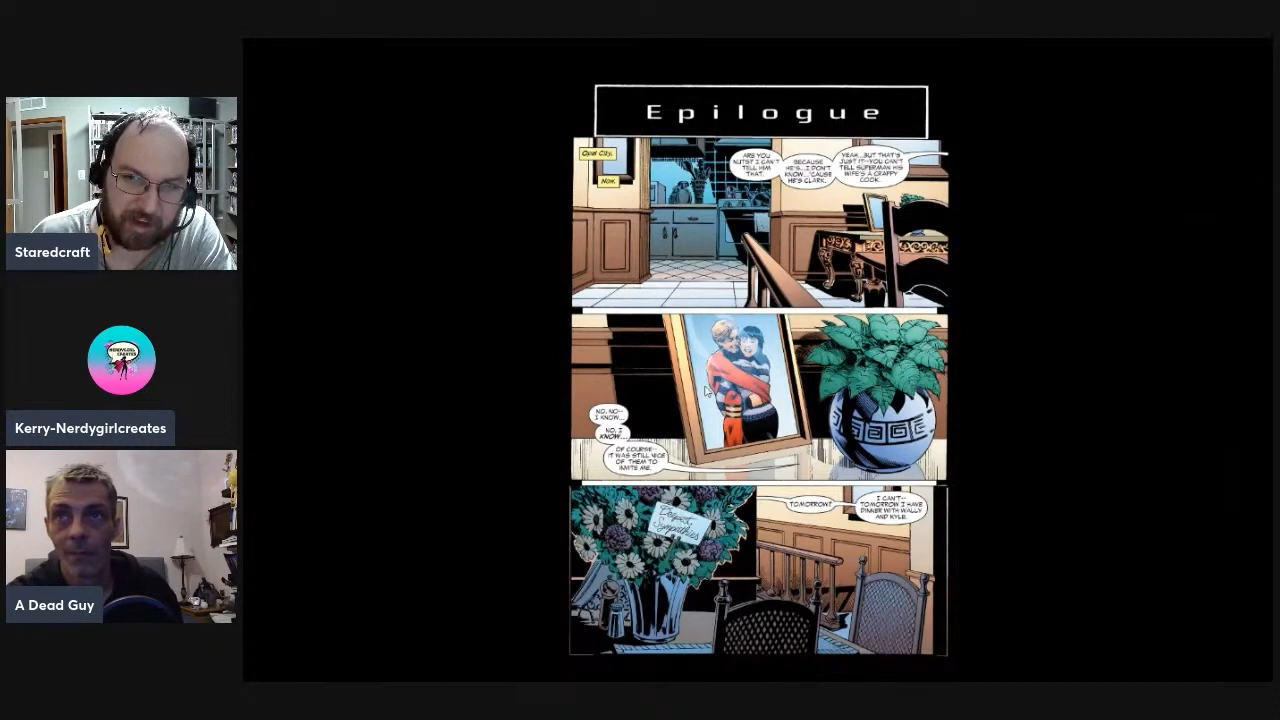 Staredcraft
NERDYGIRL
CREATES
Kerry-Nerdygirlcreates
A Dead Guy
Epilogue
Opal City.
Now.
ARE YOU
NUTS? I CAN'T
TELL HIM
THAT.
BECAUSE
HE'S...I DON'T
KNOW...'CAUSE
HE'S CLARK.
YEAH...BUT THAT'S
JUST IT--YOU CAN'T
TELL SUPERMAN HIS
WIFE'S A CRAPPY
COOK.
NO, NO--
I KNOW...
NO, I
KNOW...
OF COURSE--
IT WAS STILL NICE
OF THEM TO
INVITE ME.
Deepest
Sympathies
TOMORROW?
I CAN'T--
TOMORROW I HAVE
DINNER WITH WALLY
AND KYLE.